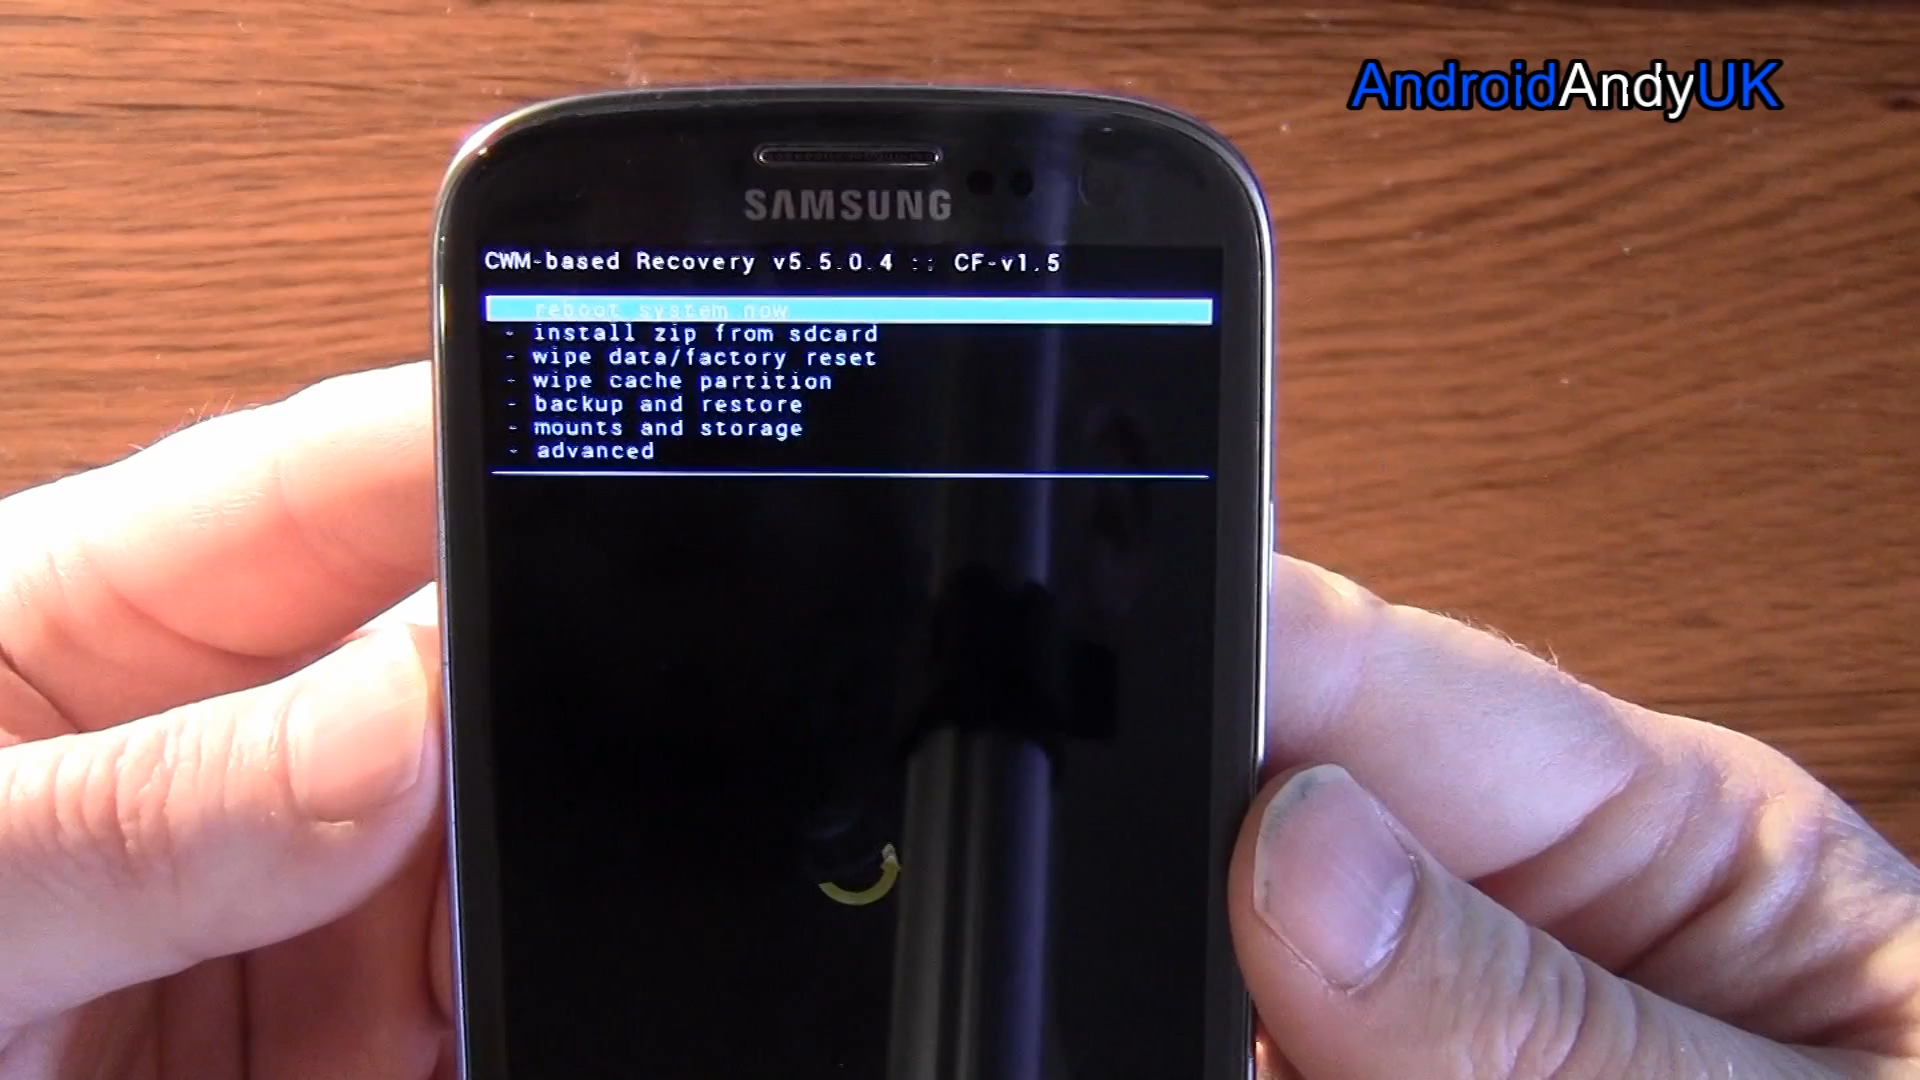 AndroidAndyUK
SAMSUNG
CWM-based Recovery v5.5.0.4 :: CF-v1.5
reboot system now
- install zip from sdcard
- wipe data/factory reset
- wipe cache partition
- backup and restore
- mounts and storage
- advanced